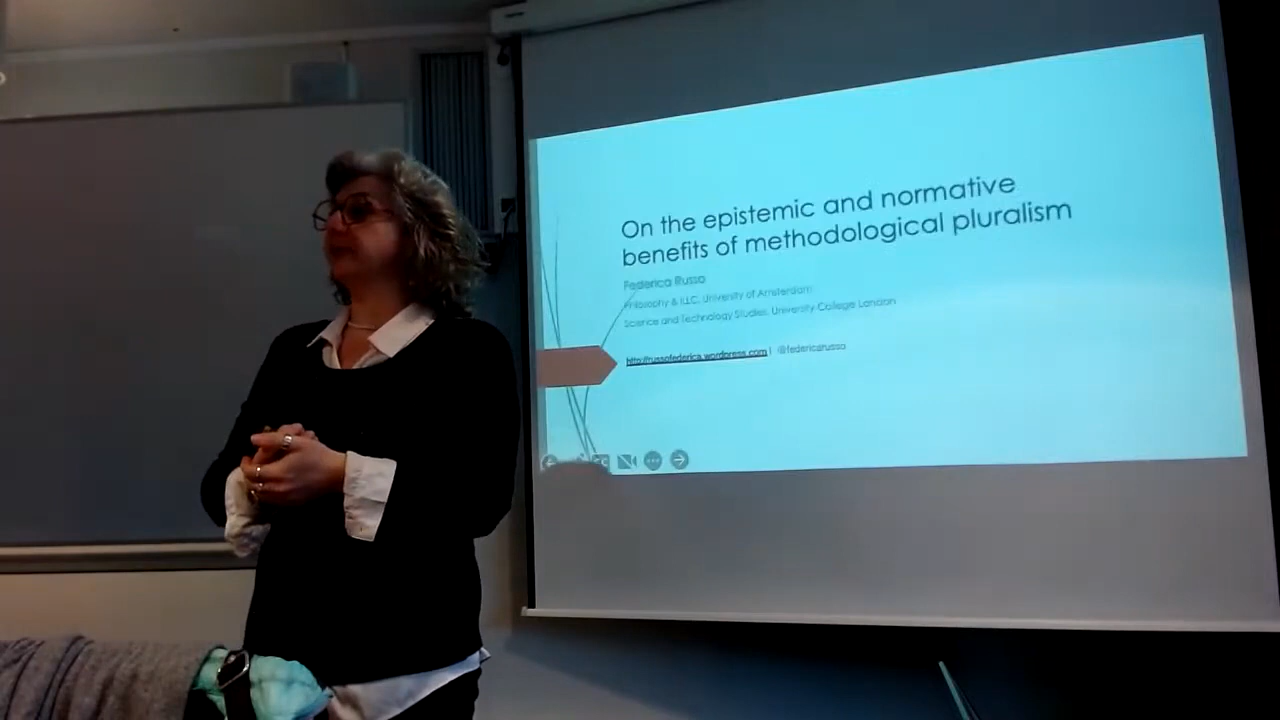 On the epistemic and normative
benefits of methodological pluralism
Federica Russo
Philosophy & ILLC, University of Amsterdam
Science and Technology Studies, University College London
http://russofederica.wordpress.com | @federicarusso